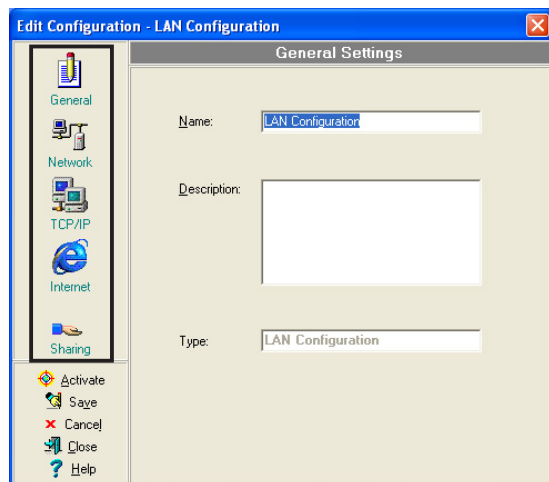 Edit Configuration - LAN Configuration
General Settings
General
Network
TCP/IP
Internet
Sharing
Activate
Save
Cancel
Close
Help
Name:
LAN Configuration
Description:
Type:
LAN Configuration